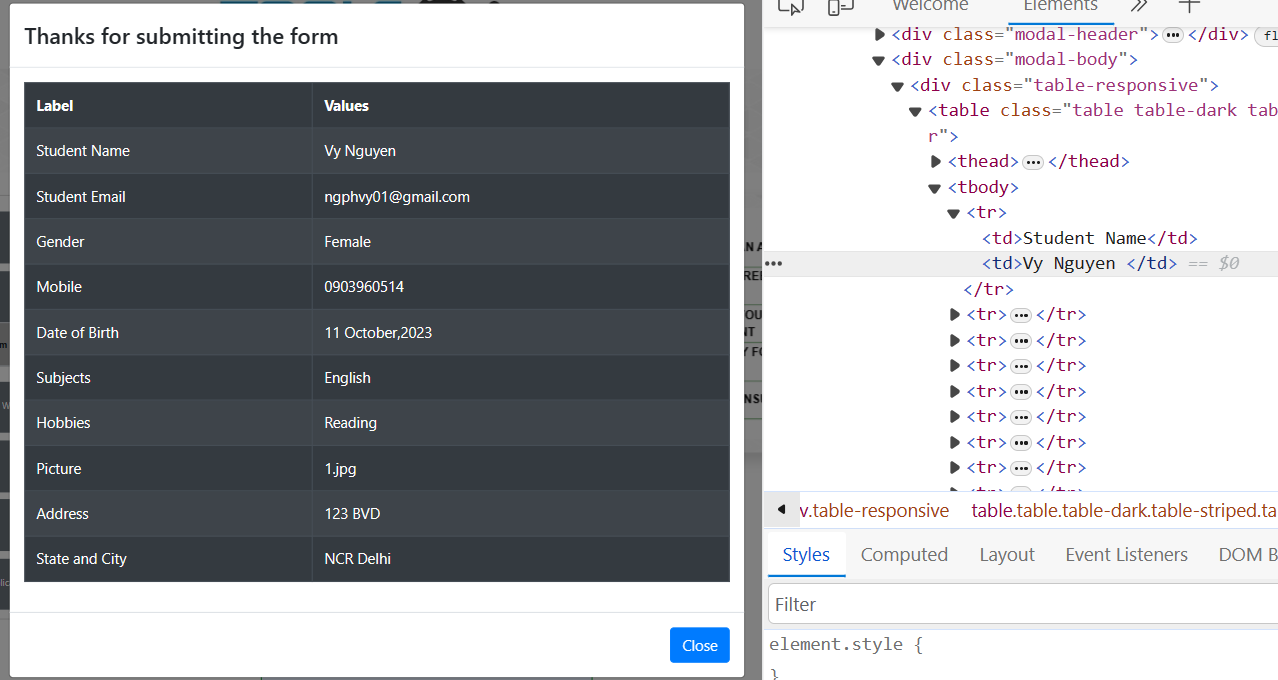 Thanks for submitting the form
Label Values
Student Name Vy Nguyen
Student Email ngphvy01@gmail.com
Gender Female
Mobile 0903960514
Date of Birth 11 October,2023
Subjects English
Hobbies Reading
Picture 1.jpg
Address 123 BVD
State and City NCR Delhi
Close
Welcome Elements
<div class="modal-header"> ••• </div>
<div class="modal-body">
<div class="table-responsive">
<table class="table table-dark tab
r">
<thead> ••• </thead>
<tbody>
<tr>
<td>Student Name</td>
••• <td>Vy Nguyen </td> == $0
</tr>
<tr> ••• </tr>
<tr> ••• </tr>
<tr> ••• </tr>
<tr> ••• </tr>
<tr> ••• </tr>
<tr> ••• </tr>
<tr> ••• </tr>
v.table-responsive table.table.table-dark.table-striped.ta
Styles Computed Layout Event Listeners DOM B
Filter
element.style {
}